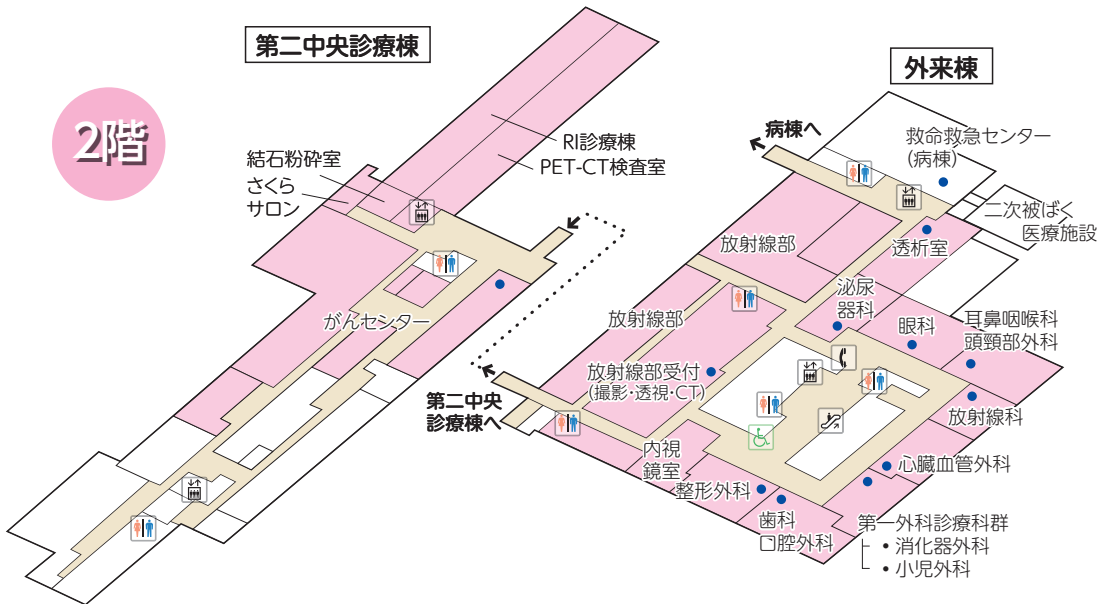 2階
第二中央診療棟
RI診療棟
PET-CT検査室
結石粉砕室
さくら
サロン
がんセンター
外来棟
病棟へ
救命救急センター
(病棟)
二次被ばく
医療施設
透析室
放射線部
泌尿
器科
眼科
耳鼻咽喉科
頭頸部外科
放射線部
放射線部受付
(撮影・透視・CT)
第二中央
診療棟へ
放射線科
内視
鏡室
心臓血管外科
整形外科
歯科
口腔外科
第一外科診療科群
・消化器外科
・小児外科